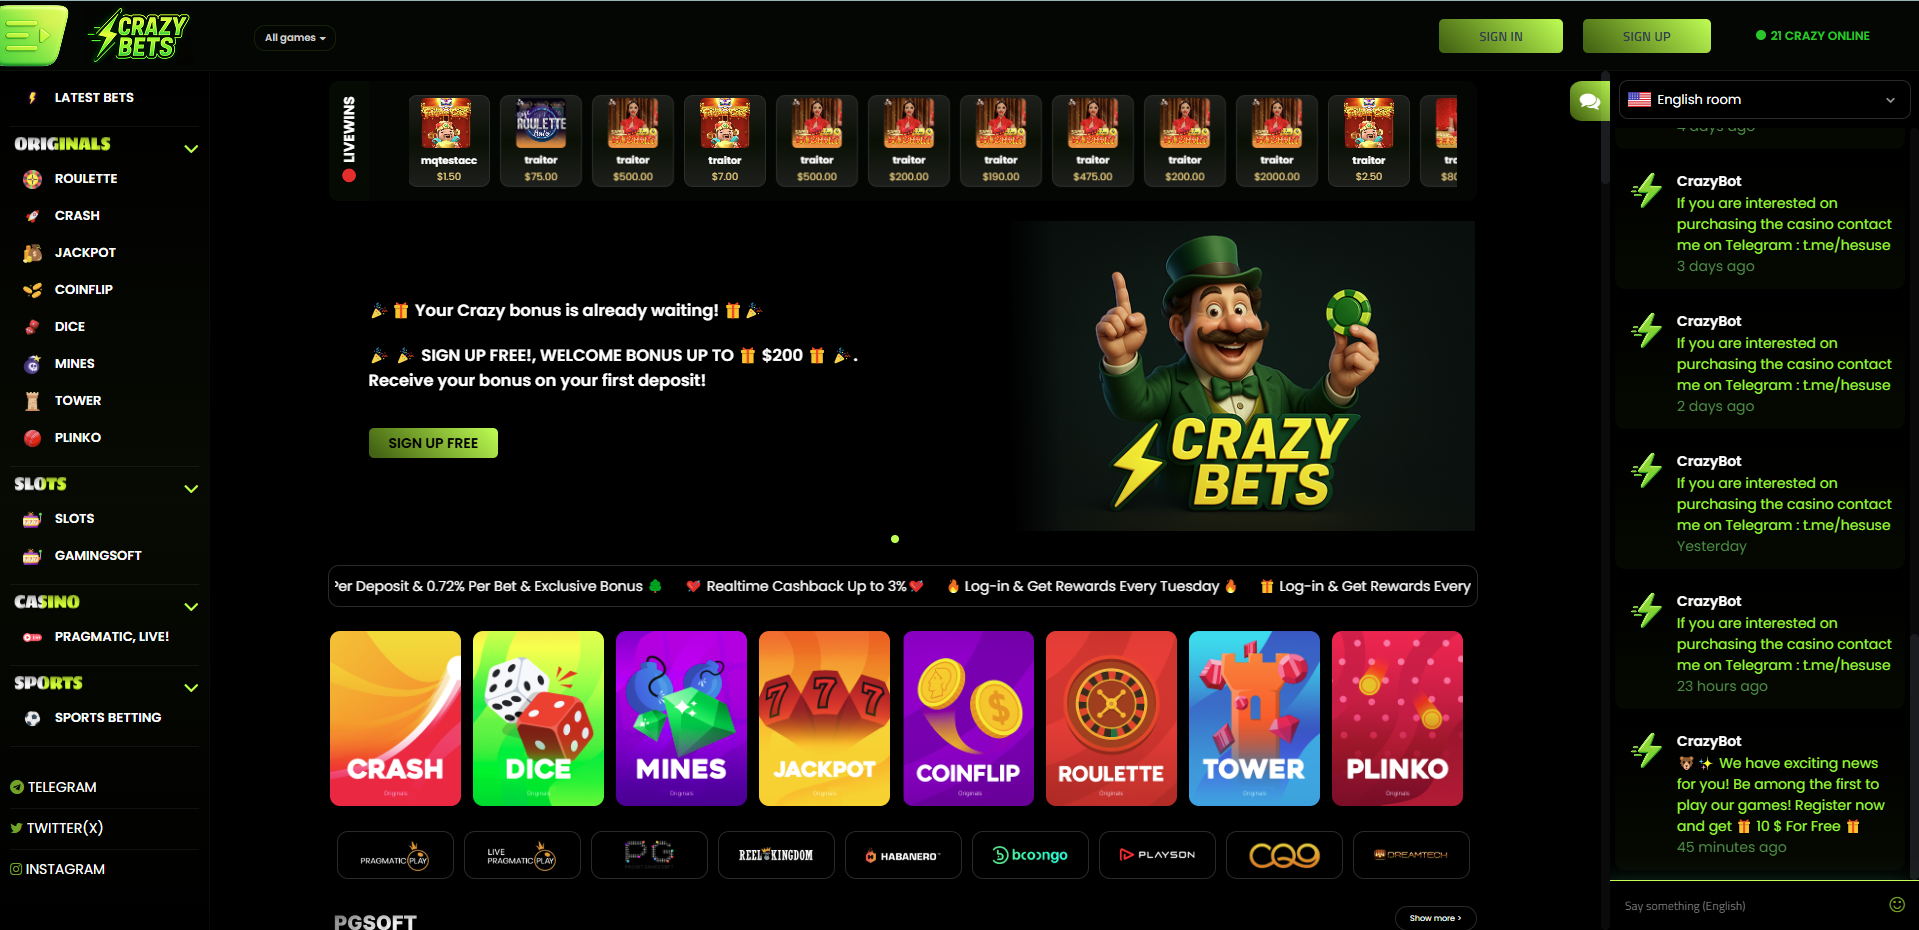 CRAZY
BETS
All games
SIGN IN
SIGN UP
21 CRAZY ONLINE
LATEST BETS
ORIGINALS
ROULETTE
CRASH
JACKPOT
COINFLIP
DICE
MINES
TOWER
PLINKO
SLOTS
SLOTS
GAMINGSOFT
CASINO
PRAGMATIC, LIVE!
SPORTS
SPORTS BETTING
TELEGRAM
TWITTER(X)
INSTAGRAM
LIVEWINS
mqtestacc
$1.50
ROULETTE
traitor
$75.00
traitor
$500.00
traitor
$7.00
traitor
$500.00
traitor
$200.00
traitor
$190.00
traitor
$475.00
traitor
$200.00
traitor
$2000.00
traitor
$2.50
🎉 🎁 Your Crazy bonus is already waiting! 🎁 🎉
🎉 🎉 SIGN UP FREE!, WELCOME BONUS UP TO 🎁 $200 🎁 🎉 .
Receive your bonus on your first deposit!
SIGN UP FREE
CRAZY
BETS
Per Deposit & 0.72% Per Bet & Exclusive Bonus 🌲 💘 Realtime Cashback Up to 3% 💘 🔥 Log-in & Get Rewards Every Tuesday 🔥 🎁 Log-in & Get Rewards Every
CRASH
Originals
DICE
Originals
MINES
Originals
777
JACKPOT
Originals
COINFLIP
Originals
ROULETTE
Originals
TOWER
Originals
PLINKO
Originals
PRAGMATIC PLAY
LIVE
PRAGMATIC PLAY
PG
REEL KINGDOM
HABANERO
booongo
PLAYSON
CQ9
DREAMTECH
PGSOFT
Show more >
English room
4 days ago
CrazyBot
If you are interested on
purchasing the casino contact
me on Telegram : t.me/hesuse
3 days ago
CrazyBot
If you are interested on
purchasing the casino contact
me on Telegram : t.me/hesuse
2 days ago
CrazyBot
If you are interested on
purchasing the casino contact
me on Telegram : t.me/hesuse
Yesterday
CrazyBot
If you are interested on
purchasing the casino contact
me on Telegram : t.me/hesuse
23 hours ago
CrazyBot
🐻 ✨ We have exciting news
for you! Be among the first to
play our games! Register now
and get 🎁 10 $ For Free 🎁
45 minutes ago
Say something (English)